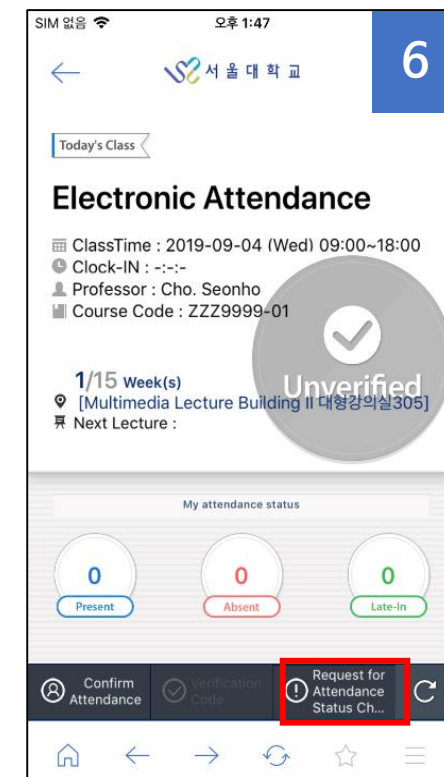 SIM 없음 오후 1:47
6
서울대학교
Today's Class
Electronic Attendance
ClassTime : 2019-09-04 (Wed) 09:00~18:00
Clock-IN : -:-:-
Professor : Cho. Seonho
Course Code : ZZZ9999-01
1/15 Week(s)
Unverified
[Multimedia Lecture Building II 대형강의실305]
Next Lecture :
My attendance status
0 0 0
Present Absent Late-In
Confirm
Attendance
Verification
Code
Request for
Attendance
Status Ch...